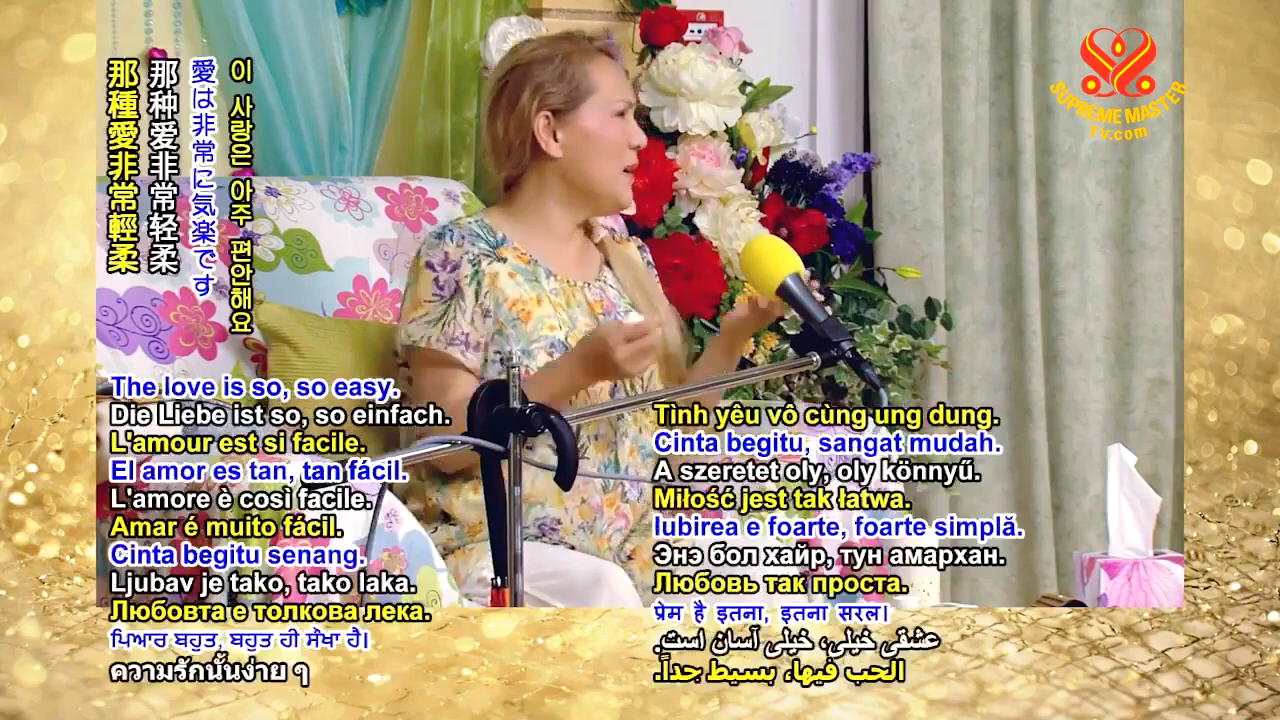 那種愛非常輕柔
那种爱非常轻柔
愛は非常に気楽です
이 사랑은 아주 편안해요
SUPREME MASTER
TV.com
The love is so, so easy.
Die Liebe ist so, so einfach.
L'amour est si facile.
El amor es tan, tan fácil.
L'amore è così facile.
Amar é muito fácil.
Cinta begitu senang.
Ljubav je tako, tako laka.
Любовта е толкова лека.
ਪਿਆਰ ਬਹੁਤ, ਬਹੁਤ ਹੀ ਸੌਖਾ ਹੈ।
ความรักนั้นง่าย ๆ
Tình yêu vô cùng ung dung.
Cinta begitu, sangat mudah.
A szeretet oly, oly könnyű.
Miłość jest tak łatwa.
Iubirea e foarte, foarte simplă.
Энэ бол хайр, тун амархан.
Любовь так проста.
प्रेम है इतना, इतना सरल।
عشقی خیلی، خیلی آسان است.
الحب فيها، بسيط جداً.